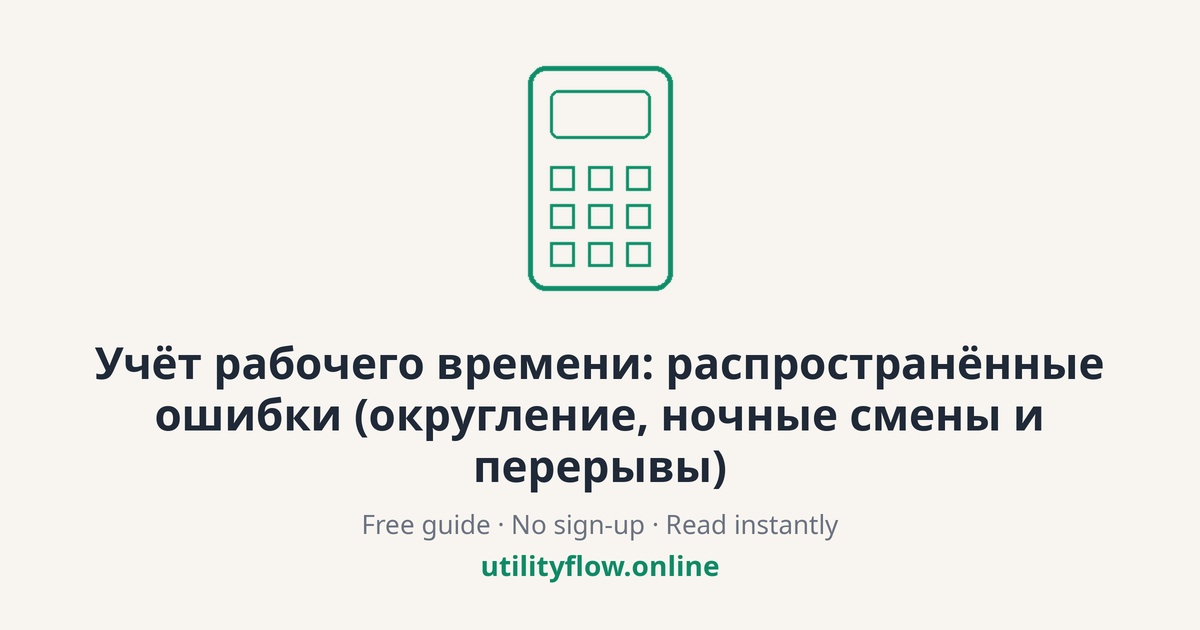 Учёт рабочего времени: распространённые
ошибки (округление, ночные смены и
перерывы)
Free guide · No sign-up · Read instantly
utilityflow.online